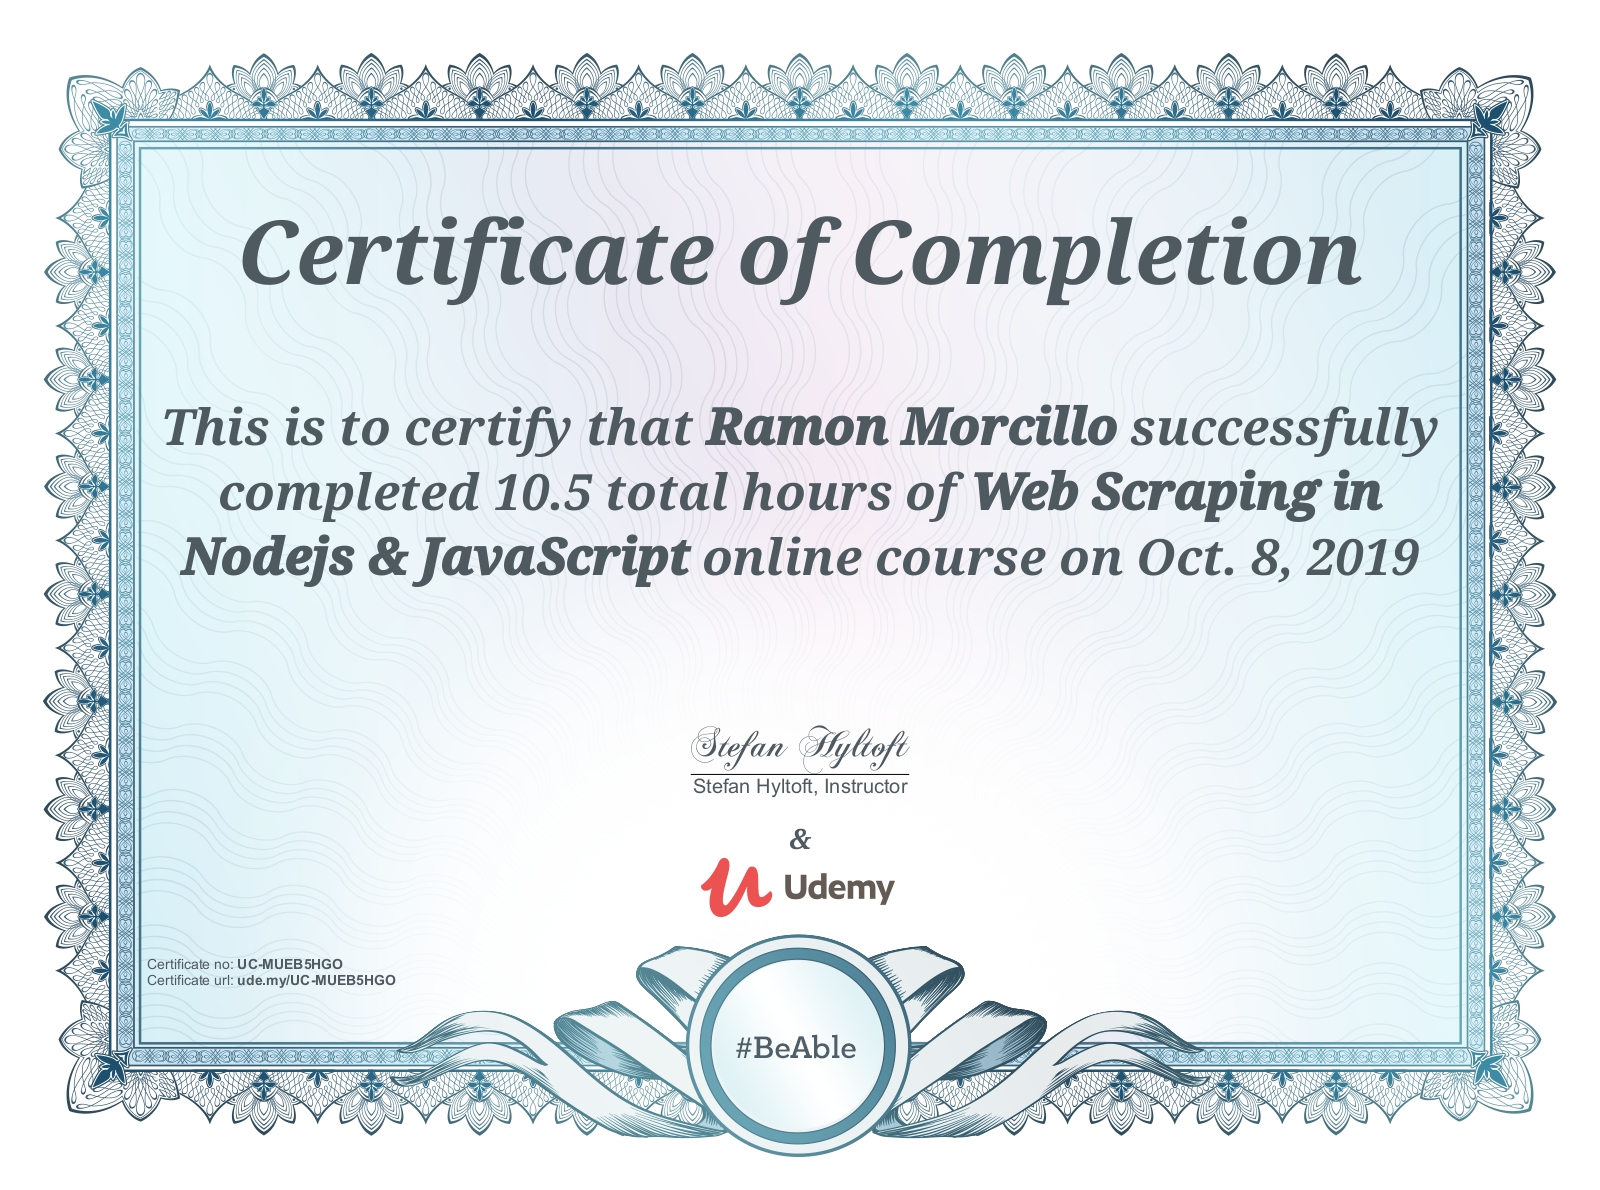 Certificate of Completion
This is to certify that Ramon Morcillo successfully
completed 10.5 total hours of Web Scraping in
Nodejs & JavaScript online course on Oct. 8, 2019
Stefan Hyltoft
Stefan Hyltoft, Instructor
&
Udemy
Certificate no: UC-MUEB5HGO
Certificate url: ude.my/UC-MUEB5HGO
#BeAble